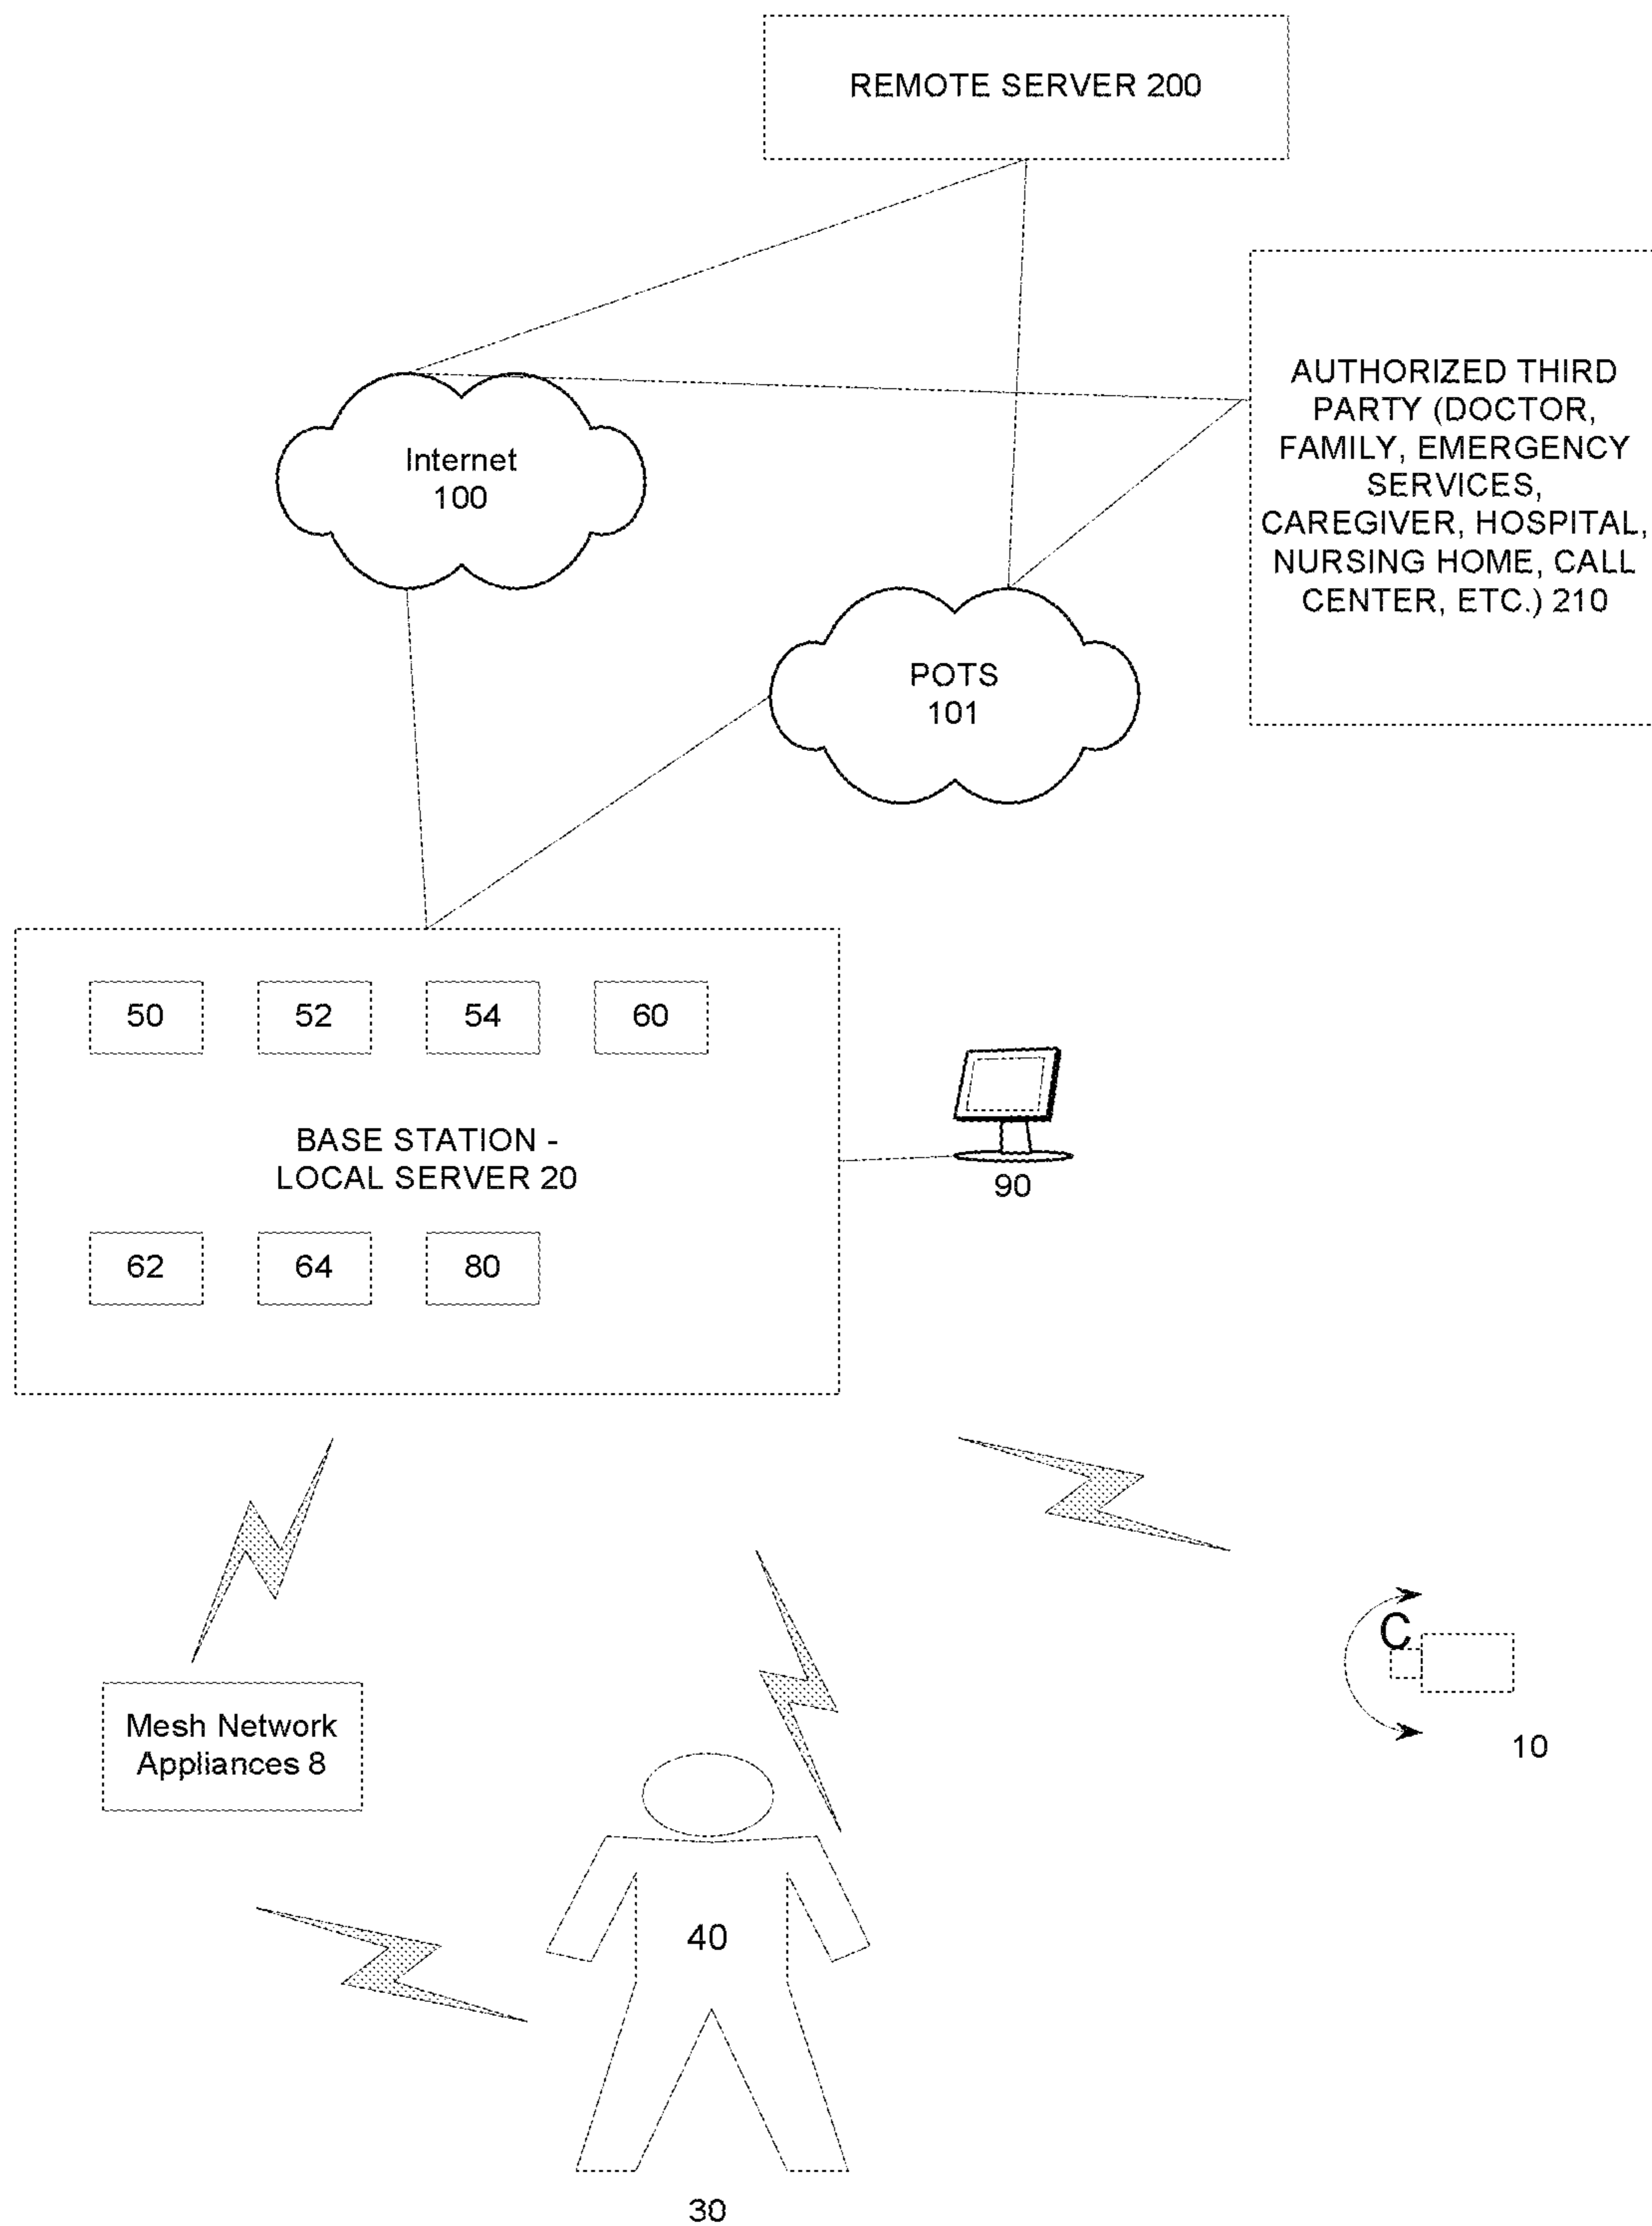 REMOTE SERVER 200
AUTHORIZED THIRD
PARTY (DOCTOR,
FAMILY, EMERGENCY
SERVICES,
CAREGIVER, HOSPITAL,
NURSING HOME, CALL
CENTER, ETC.) 210
Internet
100
POTS
101
50
52
54
60
BASE STATION -
LOCAL SERVER 20
90
62
64
80
C
10
Mesh Network
Appliances 8
40
30